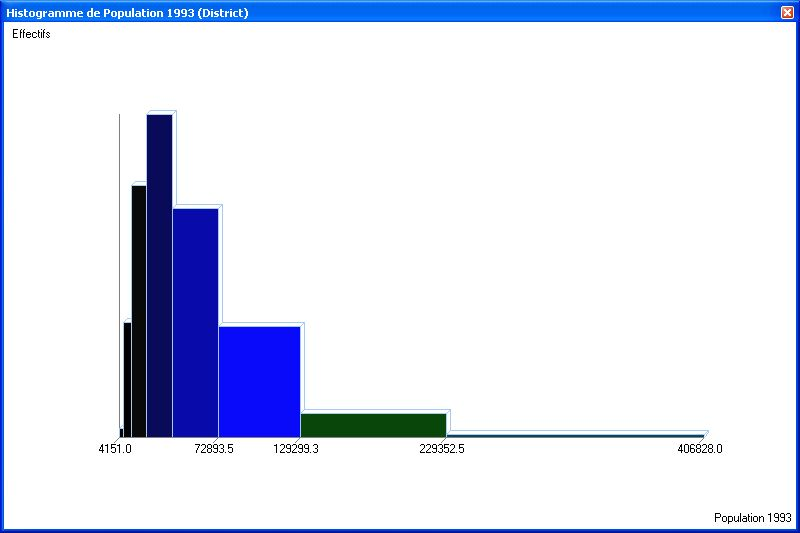 Histogramme de Population 1993 (District)
Effectifs
4151.0 72893.5 129299.3 229352.5 406828.0
Population 1993